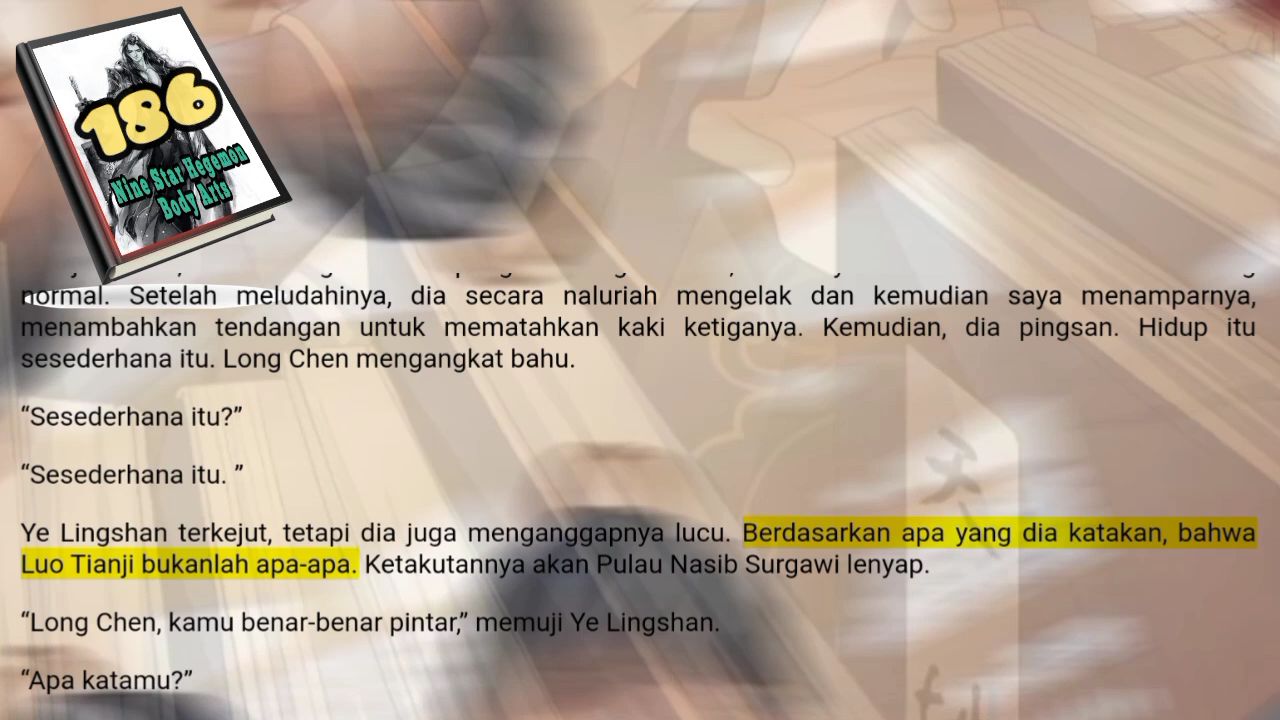 186
Nine Star Hegemon
Body Arts
normal. Setelah meludahinya, dia secara naluriah mengelak dan kemudian saya menamparnya,
menambahkan tendangan untuk mematahkan kaki ketiganya. Kemudian, dia pingsan. Hidup itu
sesederhana itu. Long Chen mengangkat bahu.
“Sesederhana itu?”
“Sesederhana itu. ”
Ye Lingshan terkejut, tetapi dia juga menganggapnya lucu. Berdasarkan apa yang dia katakan, bahwa
Luo Tianji bukanlah apa-apa. Ketakutannya akan Pulau Nasib Surgawi lenyap.
“Long Chen, kamu benar-benar pintar,” memuji Ye Lingshan.
“Apa katamu?”